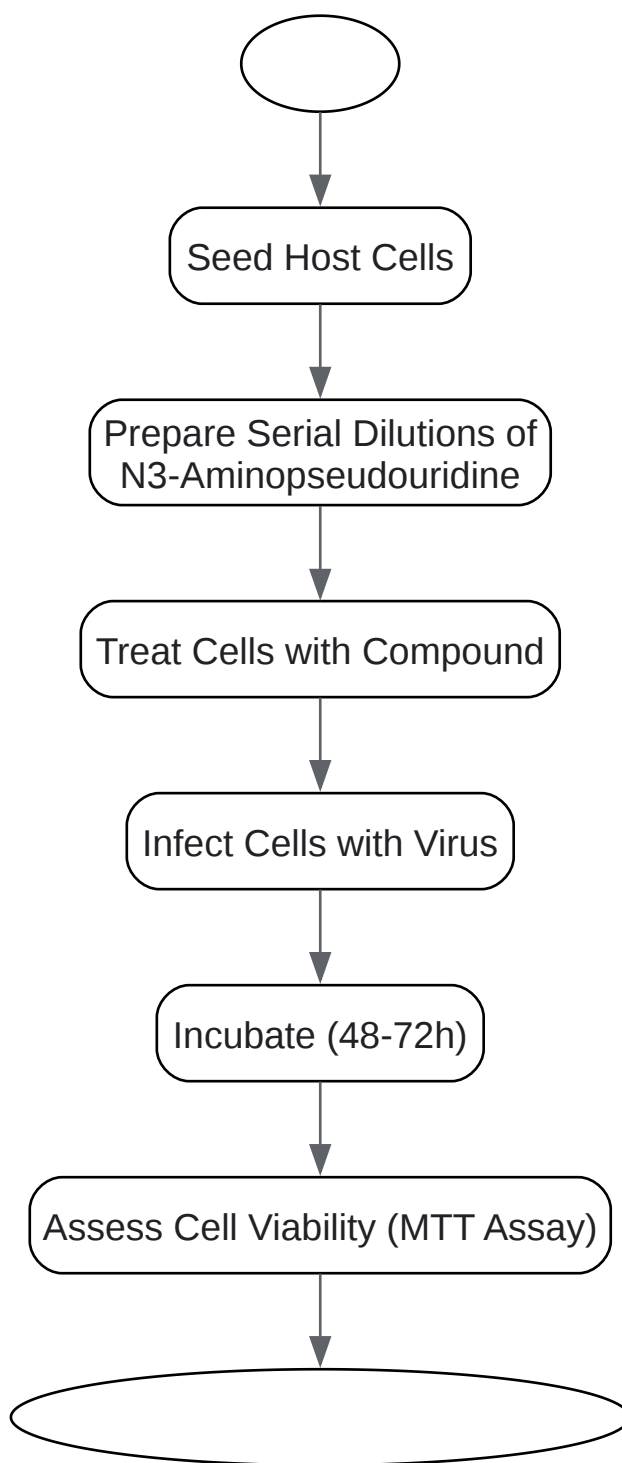 Seed Host Cells
Prepare Serial Dilutions of
N3-Aminopseudouridine
Treat Cells with Compound
Infect Cells with Virus
Incubate (48-72h)
Assess Cell Viability (MTT Assay)